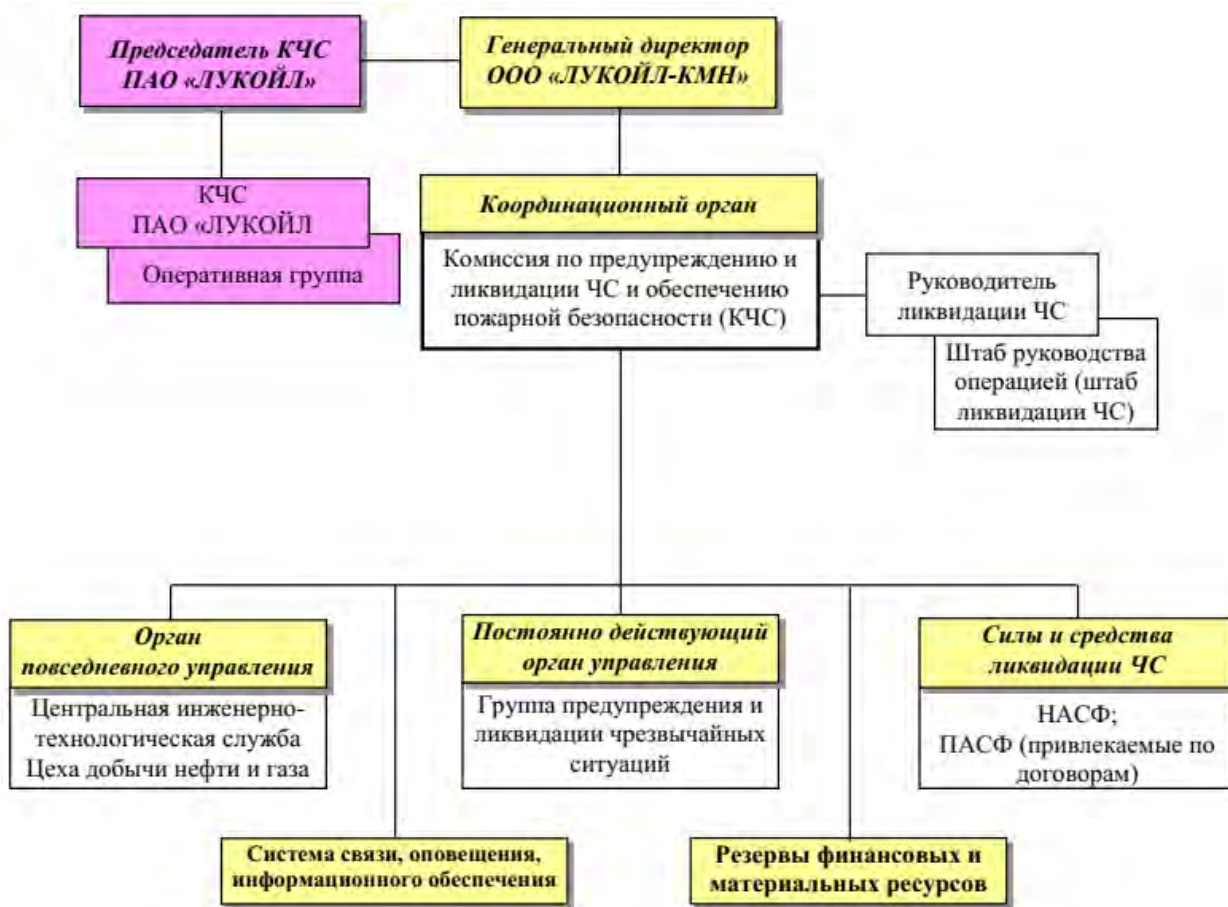 Председатель КЧС
ПАО «ЛУКОЙЛ»
Генеральный директор
ООО «ЛУКОЙЛ-КМН»
КЧС
ПАО «ЛУКОЙЛ
Оперативная группа
Координационный орган
Комиссия по предупреждению и
ликвидации ЧС и обеспечению
пожарной безопасности (КЧС)
Руководитель
ликвидации ЧС
Штаб руководства
операцией (штаб
ликвидации ЧС)
Орган
повседневного управления
Центральная инженерно-
технологическая служба
Цеха добычи нефти и газа
Постоянно действующий
орган управления
Группа предупреждения и
ликвидации чрезвычайных
ситуаций
Силы и средства
ликвидации ЧС
НАСФ;
ПАСФ (привлекаемые по
договорам)
Система связи, оповещения,
информационного обеспечения
Резервы финансовых и
материальных ресурсов